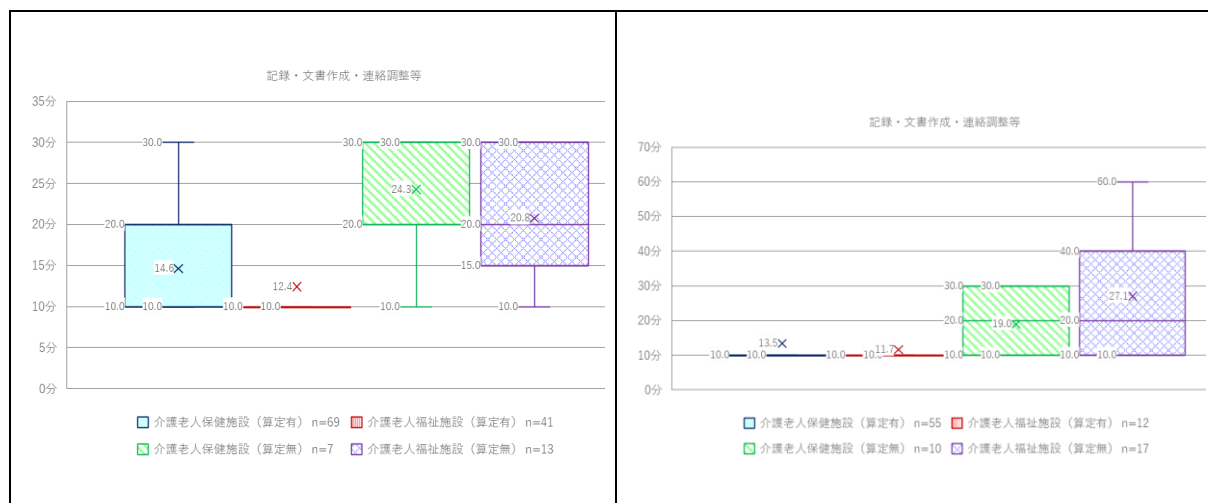 記録・文書作成・連絡調整等
35分
30分
30.0
30.0
30.0
30.0
30.0
25分
24.3
20分
20.0
20.0
20.8
20.0
15分
14.6
12.4
15.0
10分
10.0
10.0
10.0
10.0
10.0
10.0
5分
0分
介護老人保健施設（算定有） n=69
介護老人福祉施設（算定有） n=41
介護老人保健施設（算定無） n=7
介護老人福祉施設（算定無） n=13
記録・文書作成・連絡調整等
70分
60分
60.0
50分
40分
40.0
30分
30.0
30.0
27.1
20分
20.0
19.0
20.0
10分
13.5
11.7
10.0
10.0
10.0
10.0
10.0
10.0
10.0
10.0
0分
介護老人保健施設（算定有） n=55
介護老人福祉施設（算定有） n=12
介護老人保健施設（算定無） n=10
介護老人福祉施設（算定無） n=17